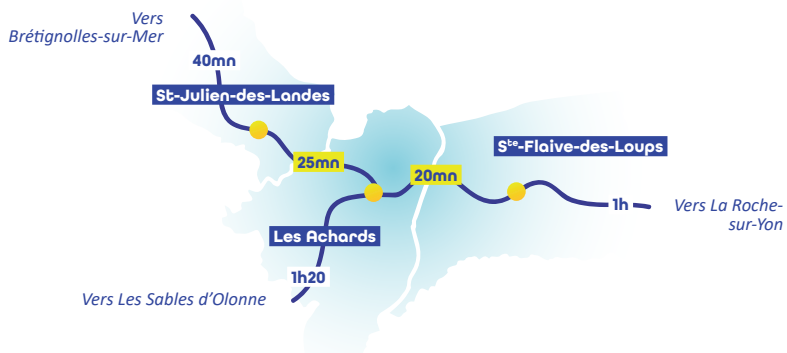 Vers
Brétignolles-sur-Mer
40mn
St-Julien-des-Landes
25mn
20mn
Sᵗᵉ-Flaive-des-Loups
1h
Vers La Roche-
sur-Yon
Les Achards
1h20
Vers Les Sables d’Olonne